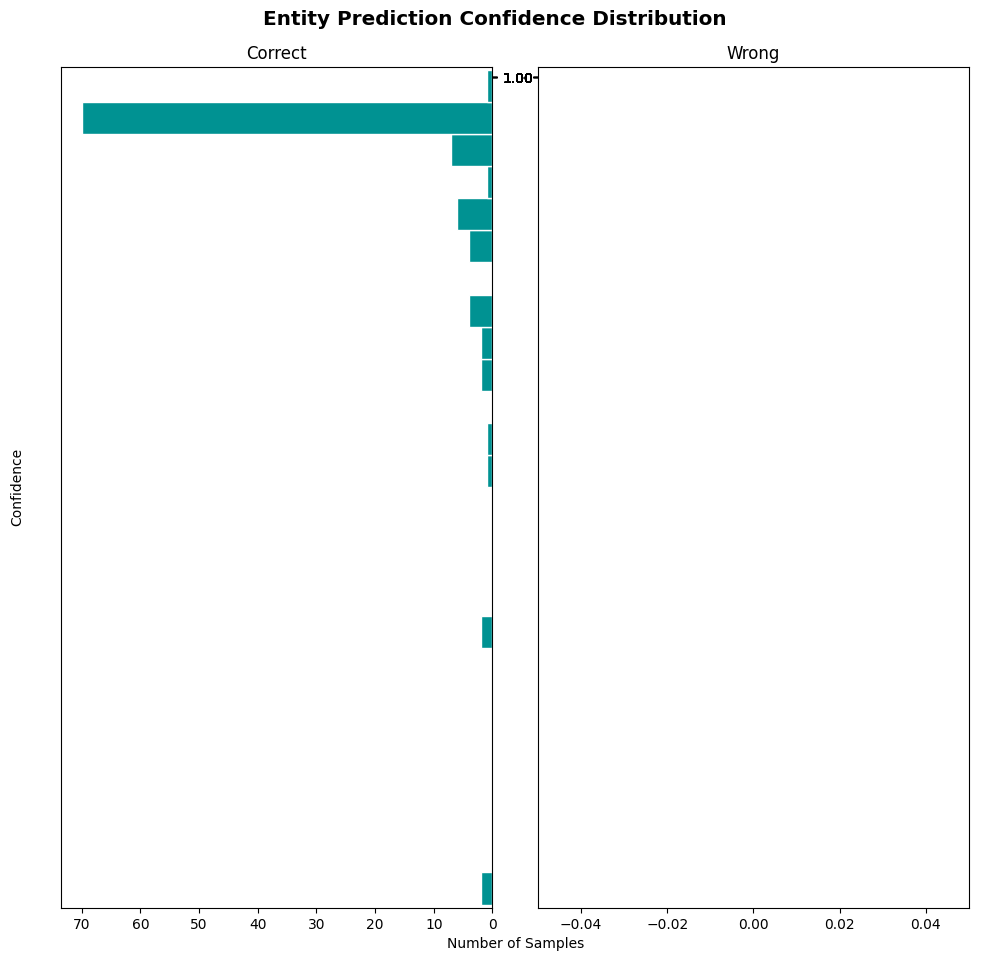 Entity Prediction Confidence Distribution
Correct
Wrong
1.00
Confidence
70 60 50 40 30 20 10 0
−0.04 −0.02 0.00 0.02 0.04
Number of Samples